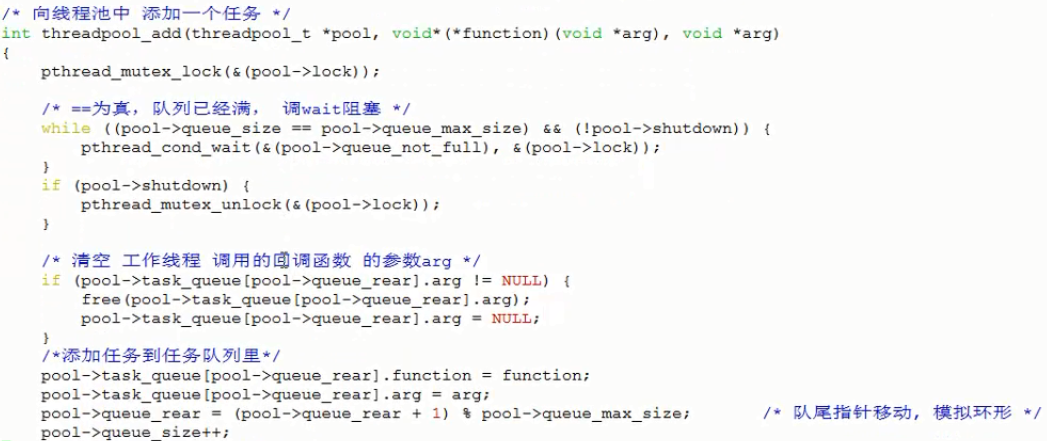 /* 向线程池中 添加一个任务 */
int threadpool_add(threadpool_t *pool, void*(*function)(void *arg), void *arg)
{
    pthread_mutex_lock(&(pool->lock));

    /* ==为真，队列已经满， 调wait阻塞 */
    while ((pool->queue_size == pool->queue_max_size) && (!pool->shutdown)) {
        pthread_cond_wait(&(pool->queue_not_full), &(pool->lock));
    }
    if (pool->shutdown) {
        pthread_mutex_unlock(&(pool->lock));
    }

    /* 清空 工作线程 调用的回调函数 的参数arg */
    if (pool->task_queue[pool->queue_rear].arg != NULL) {
        free(pool->task_queue[pool->queue_rear].arg);
        pool->task_queue[pool->queue_rear].arg = NULL;
    }
    /*添加任务到任务队列里*/
    pool->task_queue[pool->queue_rear].function = function;
    pool->task_queue[pool->queue_rear].arg = arg;
    pool->queue_rear = (pool->queue_rear + 1) % pool->queue_max_size;       /* 队尾指针移动, 模拟环形 */
    pool->queue_size++;